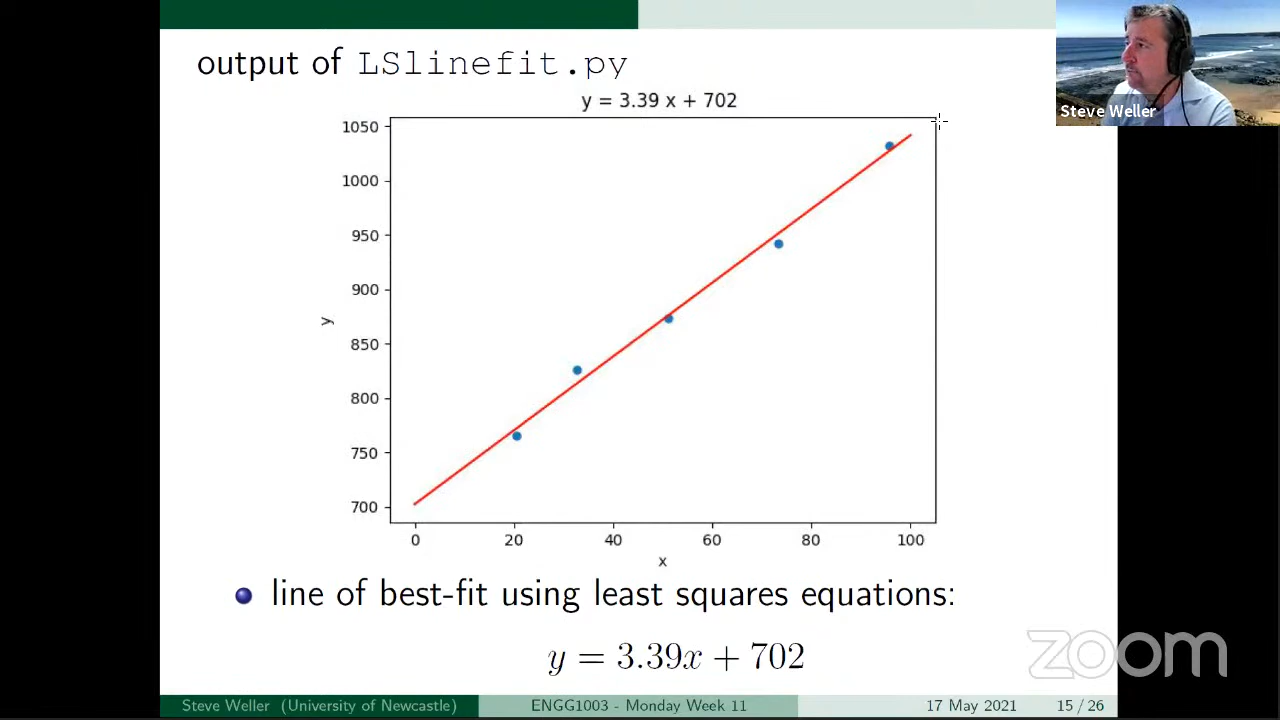 output of LSlinefit.py
Steve Weller
y = 3.39 x + 702
1050
1000
950
900
850
800
750
700
y
0 20 40 60 80 100
x
line of best-fit using least squares equations:
y = 3.39x + 702
zoom
Steve Weller (University of Newcastle) ENGG1003 - Monday Week 11 17 May 2021 15 / 26